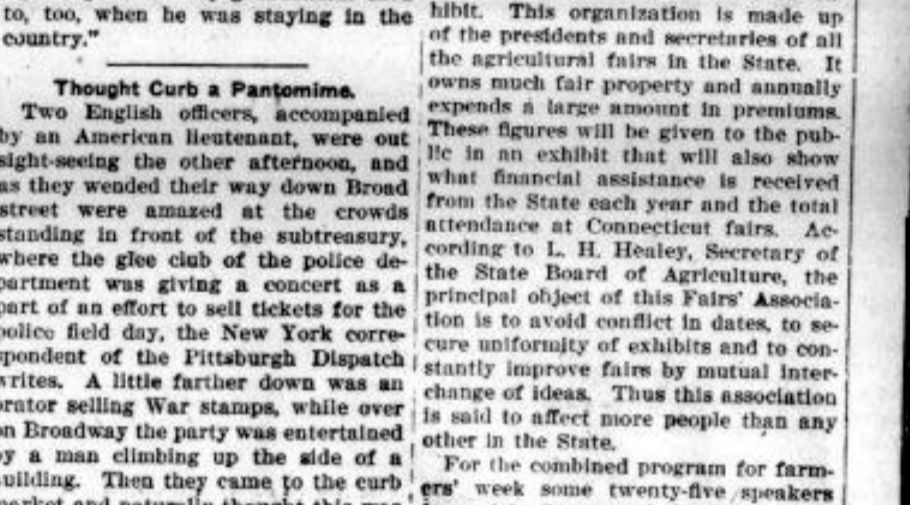 to, too, when he was staying in the
country."
Thought Curb a Pantomime.
Two English officers, accompanied
by an American lieutenant, were out
sight-seeing the other afternoon, and
as they wended their way down Broad
street were amazed at the crowds
standing in front of the subtreasury,
where the glee club of the police de-
partment was giving a concert as a
part of an effort to sell tickets for the
police field day, the New York corre-
spondent of the Pittsburgh Dispatch
writes. A little farther down was an
orator selling War stamps, while over
on Broadway the party was entertained
by a man climbing up the side of a
building. Then they came to the curb
market and naturally thought this was
hibit. This organization is made up
of the presidents and secretaries of all
the agricultural fairs in the State. It
owns much fair property and annually
expends a large amount in premiums.
These figures will be given to the pub-
lic in an exhibit that will also show
what financial assistance is received
from the State each year and the total
attendance at Connecticut fairs. Ac-
cording to L. H. Healey, Secretary of
the State Board of Agriculture, the
principal object of this Fairs' Associa-
tion is to avoid conflict in dates, to se-
cure uniformity of exhibits and to con-
stantly improve fairs by mutual inter-
change of ideas. Thus this association
is said to affect more people than any
other in the State.
For the combined program for farm-
ers' week some twenty-five speakers